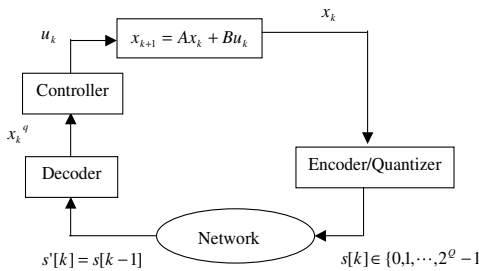 x_k
u_k
x_{k+1} = Ax_k + Bu_k
Controller
x_k^q
Encoder/Quantizer
Decoder
Network
s'[k] = s[k−1]
s[k]∈{0,1,⋯,2^Q −1